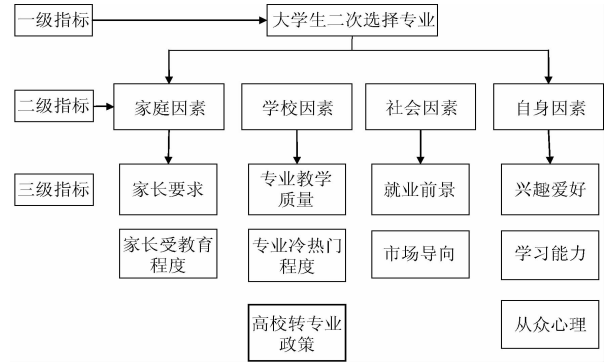 一级指标
大学生二次选择专业
二级指标
家庭因素
学校因素
社会因素
自身因素
三级指标
家长要求
专业教学
质量
就业前景
兴趣爱好
家长受教育
程度
专业冷热门
程度
市场导向
学习能力
高校转专业
政策
从众心理